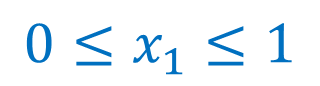 0 ≤ x₁ ≤ 1